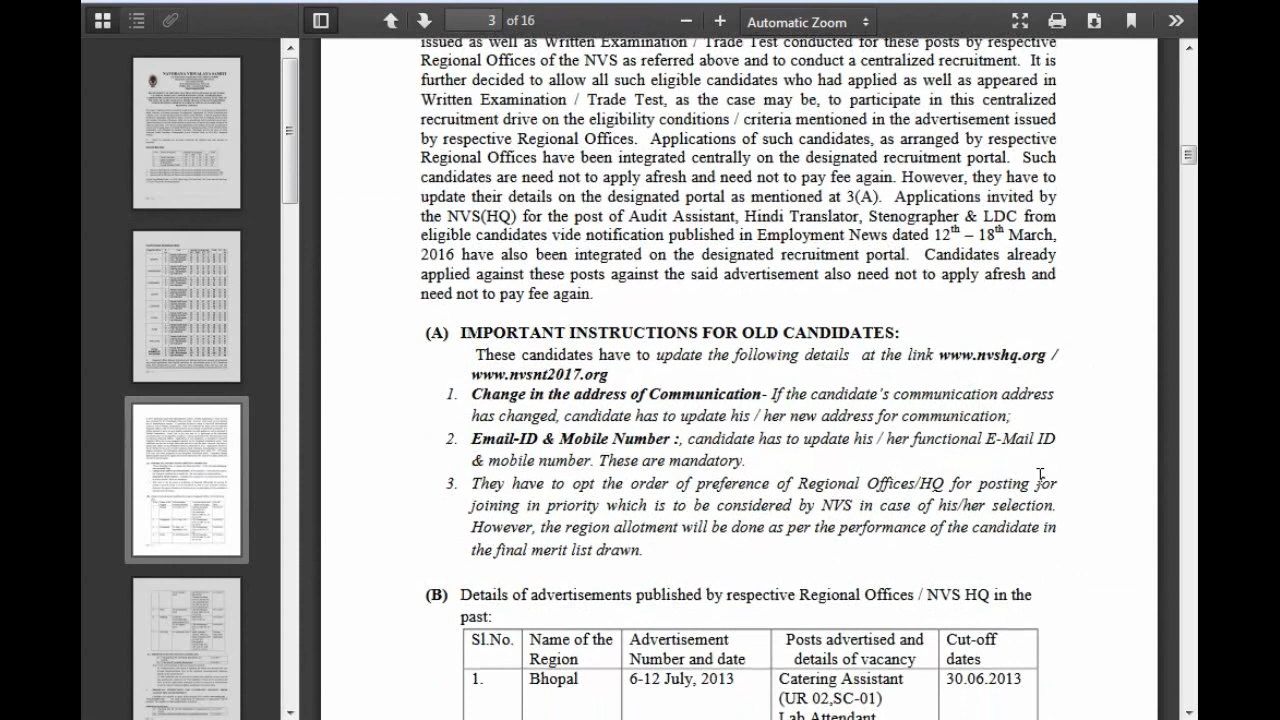 3 of 16
Automatic Zoom
issued as well as Written Examination / Trade Test conducted for these posts by respective
Regional Offices of the NVS as referred above and to conduct a centralized recruitment. It is
further decided to allow all those eligible candidates who had applied as well as appeared in
Written Examination / Trade Test, as the case may be, to participate in this centralized
recruitment drive on the eligibility conditions / criteria mentioned in the advertisement issued
by respective Regional Offices. Applications of such candidates as arranged by respective
Regional Offices have been integrated centrally on the designated recruitment portal. Such
candidates are need not to apply afresh and need not to pay fee again. However, they have to
update their details on the designated portal as mentioned at 3(A). Applications invited by
the NVS(HQ) for the post of Audit Assistant, Hindi Translator, Stenographer & LDC from
eligible candidates vide notification published in Employment News dated 12th – 18th March,
2016 have also been integrated on the designated recruitment portal. Candidates already
applied against these posts against the said advertisement also need not to apply afresh and
need not to pay fee again.
(A) IMPORTANT INSTRUCTIONS FOR OLD CANDIDATES:
These candidates have to update the following details in the link www.nvshq.org /
www.nvsnt2017.org
1. Change in the address of Communication- If the candidate's communication address
has changed, candidate has to update his / her new address for communication;
2. Email-ID & Mobile Number :, candidate has to update his / her functional E-Mail ID
& mobile number. These are mandatory.
3. They have to give the order of preference of Regional Offices/HQ for posting or
joining in priority which is to be considered by NVS in case of his/her selection.
However, the region allotment will be done as per the performance of the candidate in
the final merit list drawn.
(B) Details of advertisements published by respective Regional Offices / NVS HQ in the
past:
Sl.No. Name of the Region Advertisement number and date Posts advertised and details of vacancy Cut-off dates
1. Bhopal 6-12 July, 2013 Catering Assistant 30.06.2013
(UR 02,SC-01)
Lab Attendant